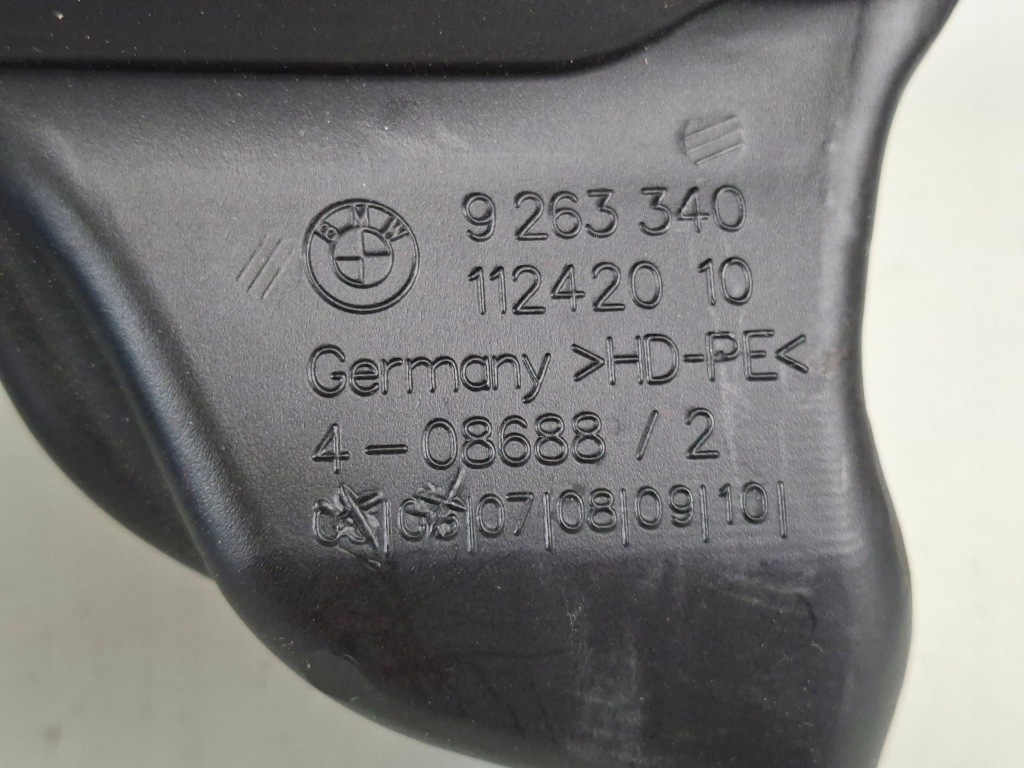 BMW
9 263 340
112420 10
Germany >HD-PE<
4-08688 / 2
|07|08|09|10|